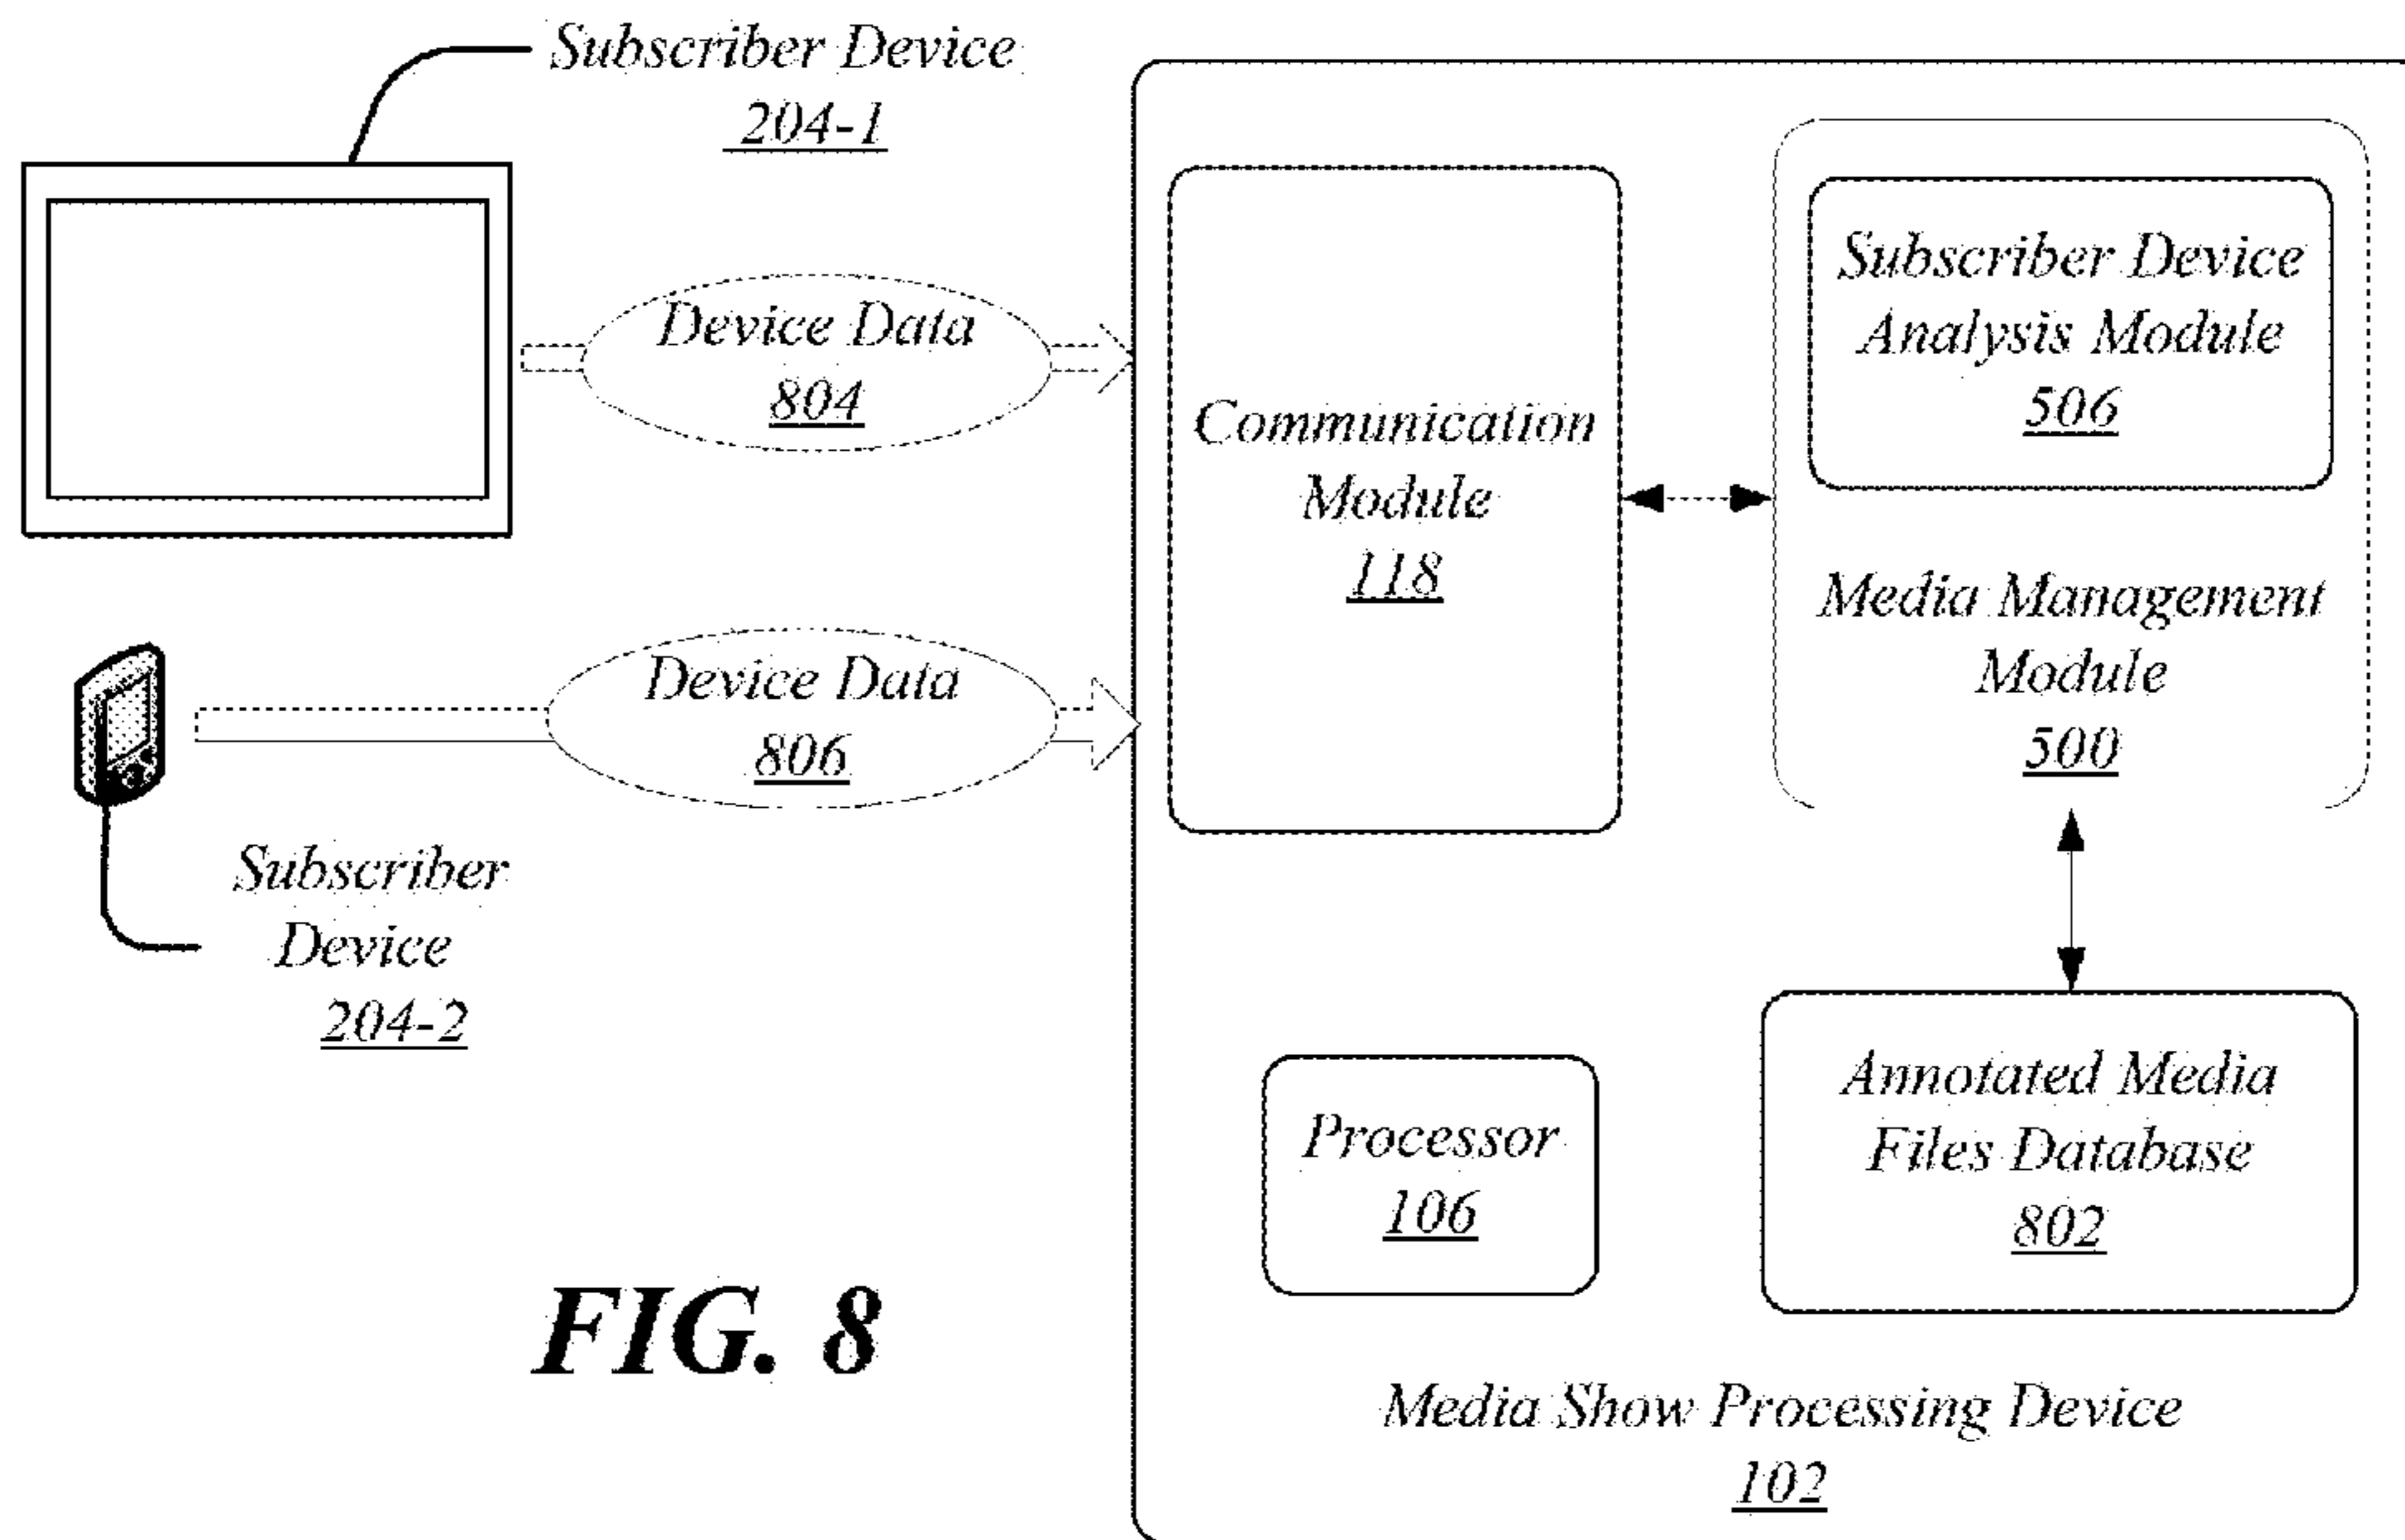 Subscriber Device
204-1
Device Data
804
Device Data
806
Subscriber
Device
204-2
Communication
Module
118
Subscriber Device
Analysis Module
506
Media Management
Module
500
Processor
106
Annotated Media
Files Database
802
Media Show Processing Device
102
FIG. 8